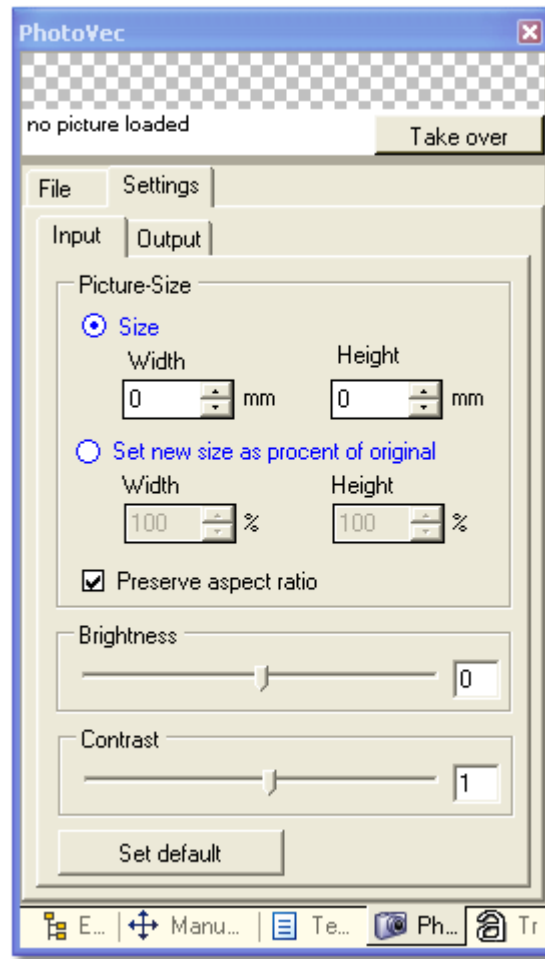 PhotoVec
no picture loaded
Take over
File Settings
Input Output
Picture-Size
Size
Width Height
0 mm 0 mm
Set new size as procent of original
Width Height
100 % 100 %
Preserve aspect ratio
Brightness
0
Contrast
1
Set default
E... Manu... Te... Ph... Tr